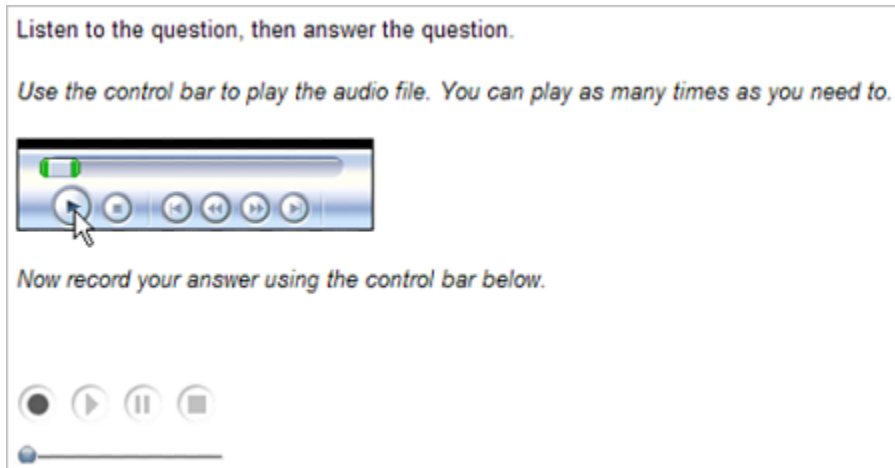 Listen to the question, then answer the question.
Use the control bar to play the audio file. You can play as many times as you need to.
Now record your answer using the control bar below.